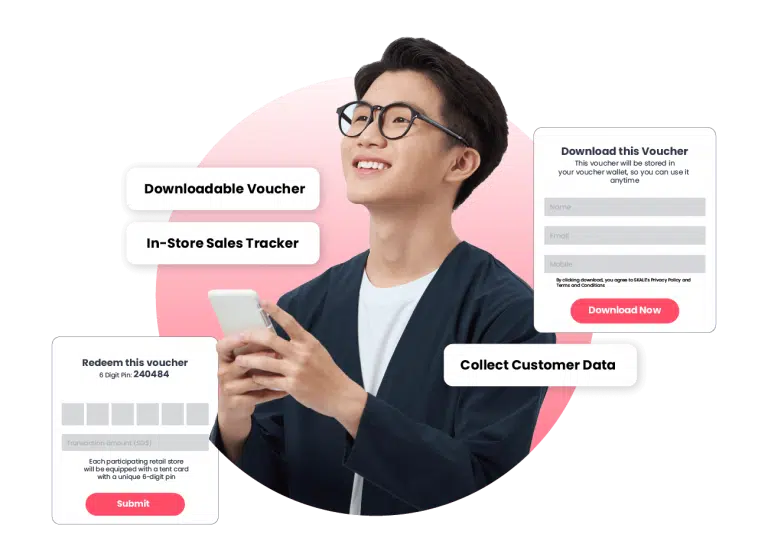 Downloadable Voucher
In-Store Sales Tracker
Download this Voucher
This voucher will be stored in
your voucher wallet, so you can use it
anytime
Name
Email
Mobile
By clicking download, you agree to SKALE's Privacy Policy and
Terms and Conditions
Download Now
Collect Customer Data
Redeem this voucher
6 Digit Pin: 240484
Transaction Amount (SG$)
Each participating retail store
will be equipped with a tent card
with a unique 6-digit pin
Submit